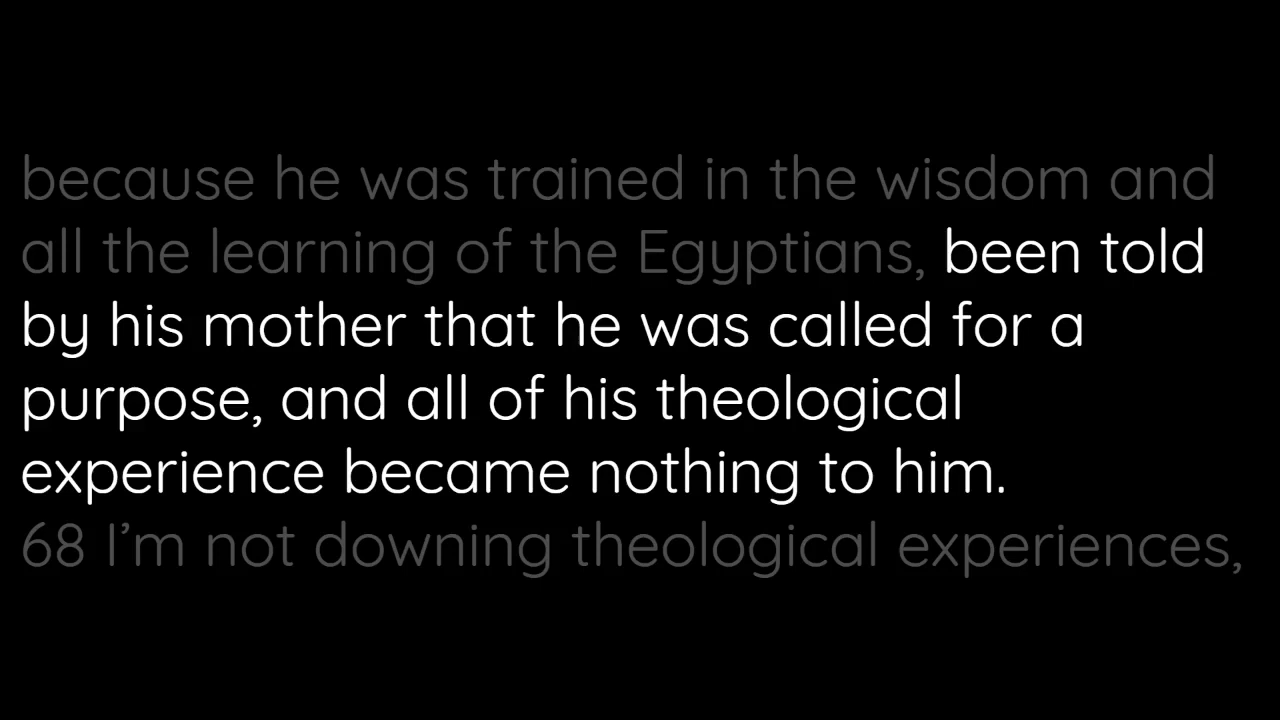 because he was trained in the wisdom and
all the learning of the Egyptians, been told
by his mother that he was called for a
purpose, and all of his theological
experience became nothing to him.
68 I’m not downing theological experiences,